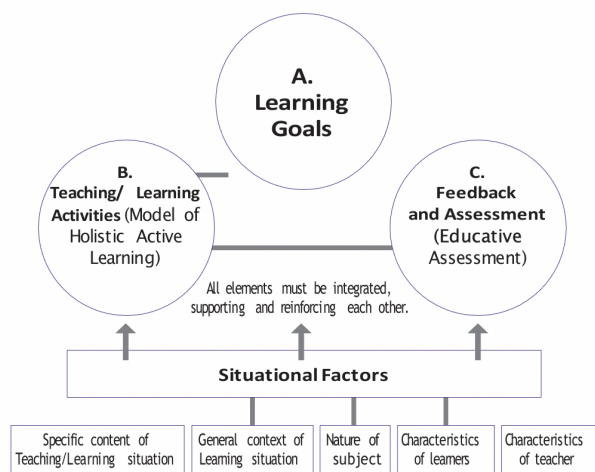 A.
Learning
Goals
B.
Teaching/ Learning
Activities (Model of
Holistic Active
Learning)
C.
Feedback
and Assessment
(Educative
Assessment)
All elements must be integrated,
supporting and reinforcing each other.
Situational Factors
Specific content of
Teaching/Learning situation
General context of
Learning situation
Nature of
subject
Characteristics
of learners
Characteristics
of teacher